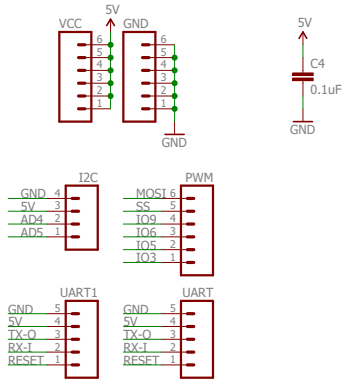 5V
VCC GND
6 6
5 5
4 4
3 3
2 2
1 1
GND
5V
C4
0.1uF
GND
I2C
GND 4
5V 3
AD4 2
AD5 1
PWM
MOSI 6
SS 5
IO9 4
IO6 3
IO5 2
IO3 1
UART1
GND 5
5V 4
TX-O 3
RX-I 2
RESET 1
UART
GND 5
5V 4
TX-O 3
RX-I 2
RESET 1